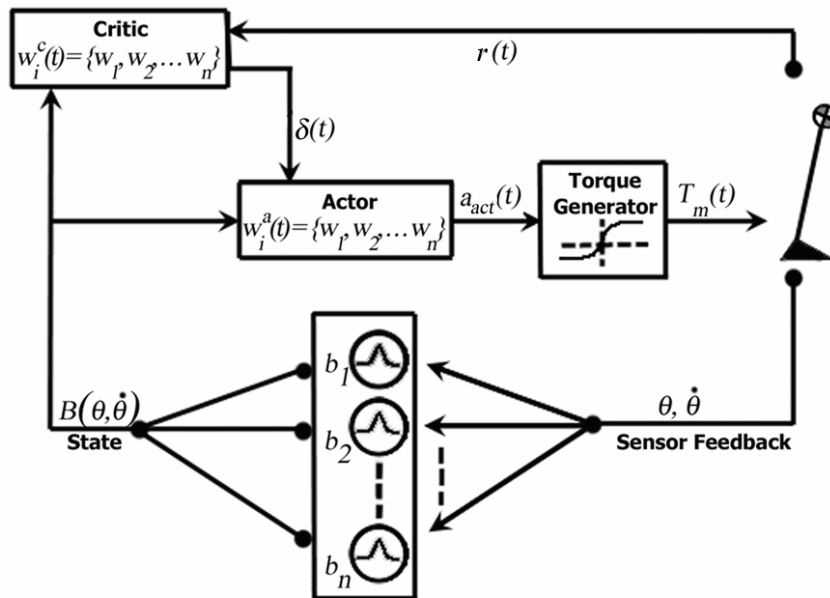 Critic
w_i^c(t)={w_1, w_2, ... w_n}
r(t)
δ(t)
Actor
w_i^a(t)={w_1, w_2, ... w_n}
a_act(t)
Torque
Generator
T_m(t)
b_1
b_2
b_n
B(θ,θ̇)
State
θ, θ̇
Sensor Feedback